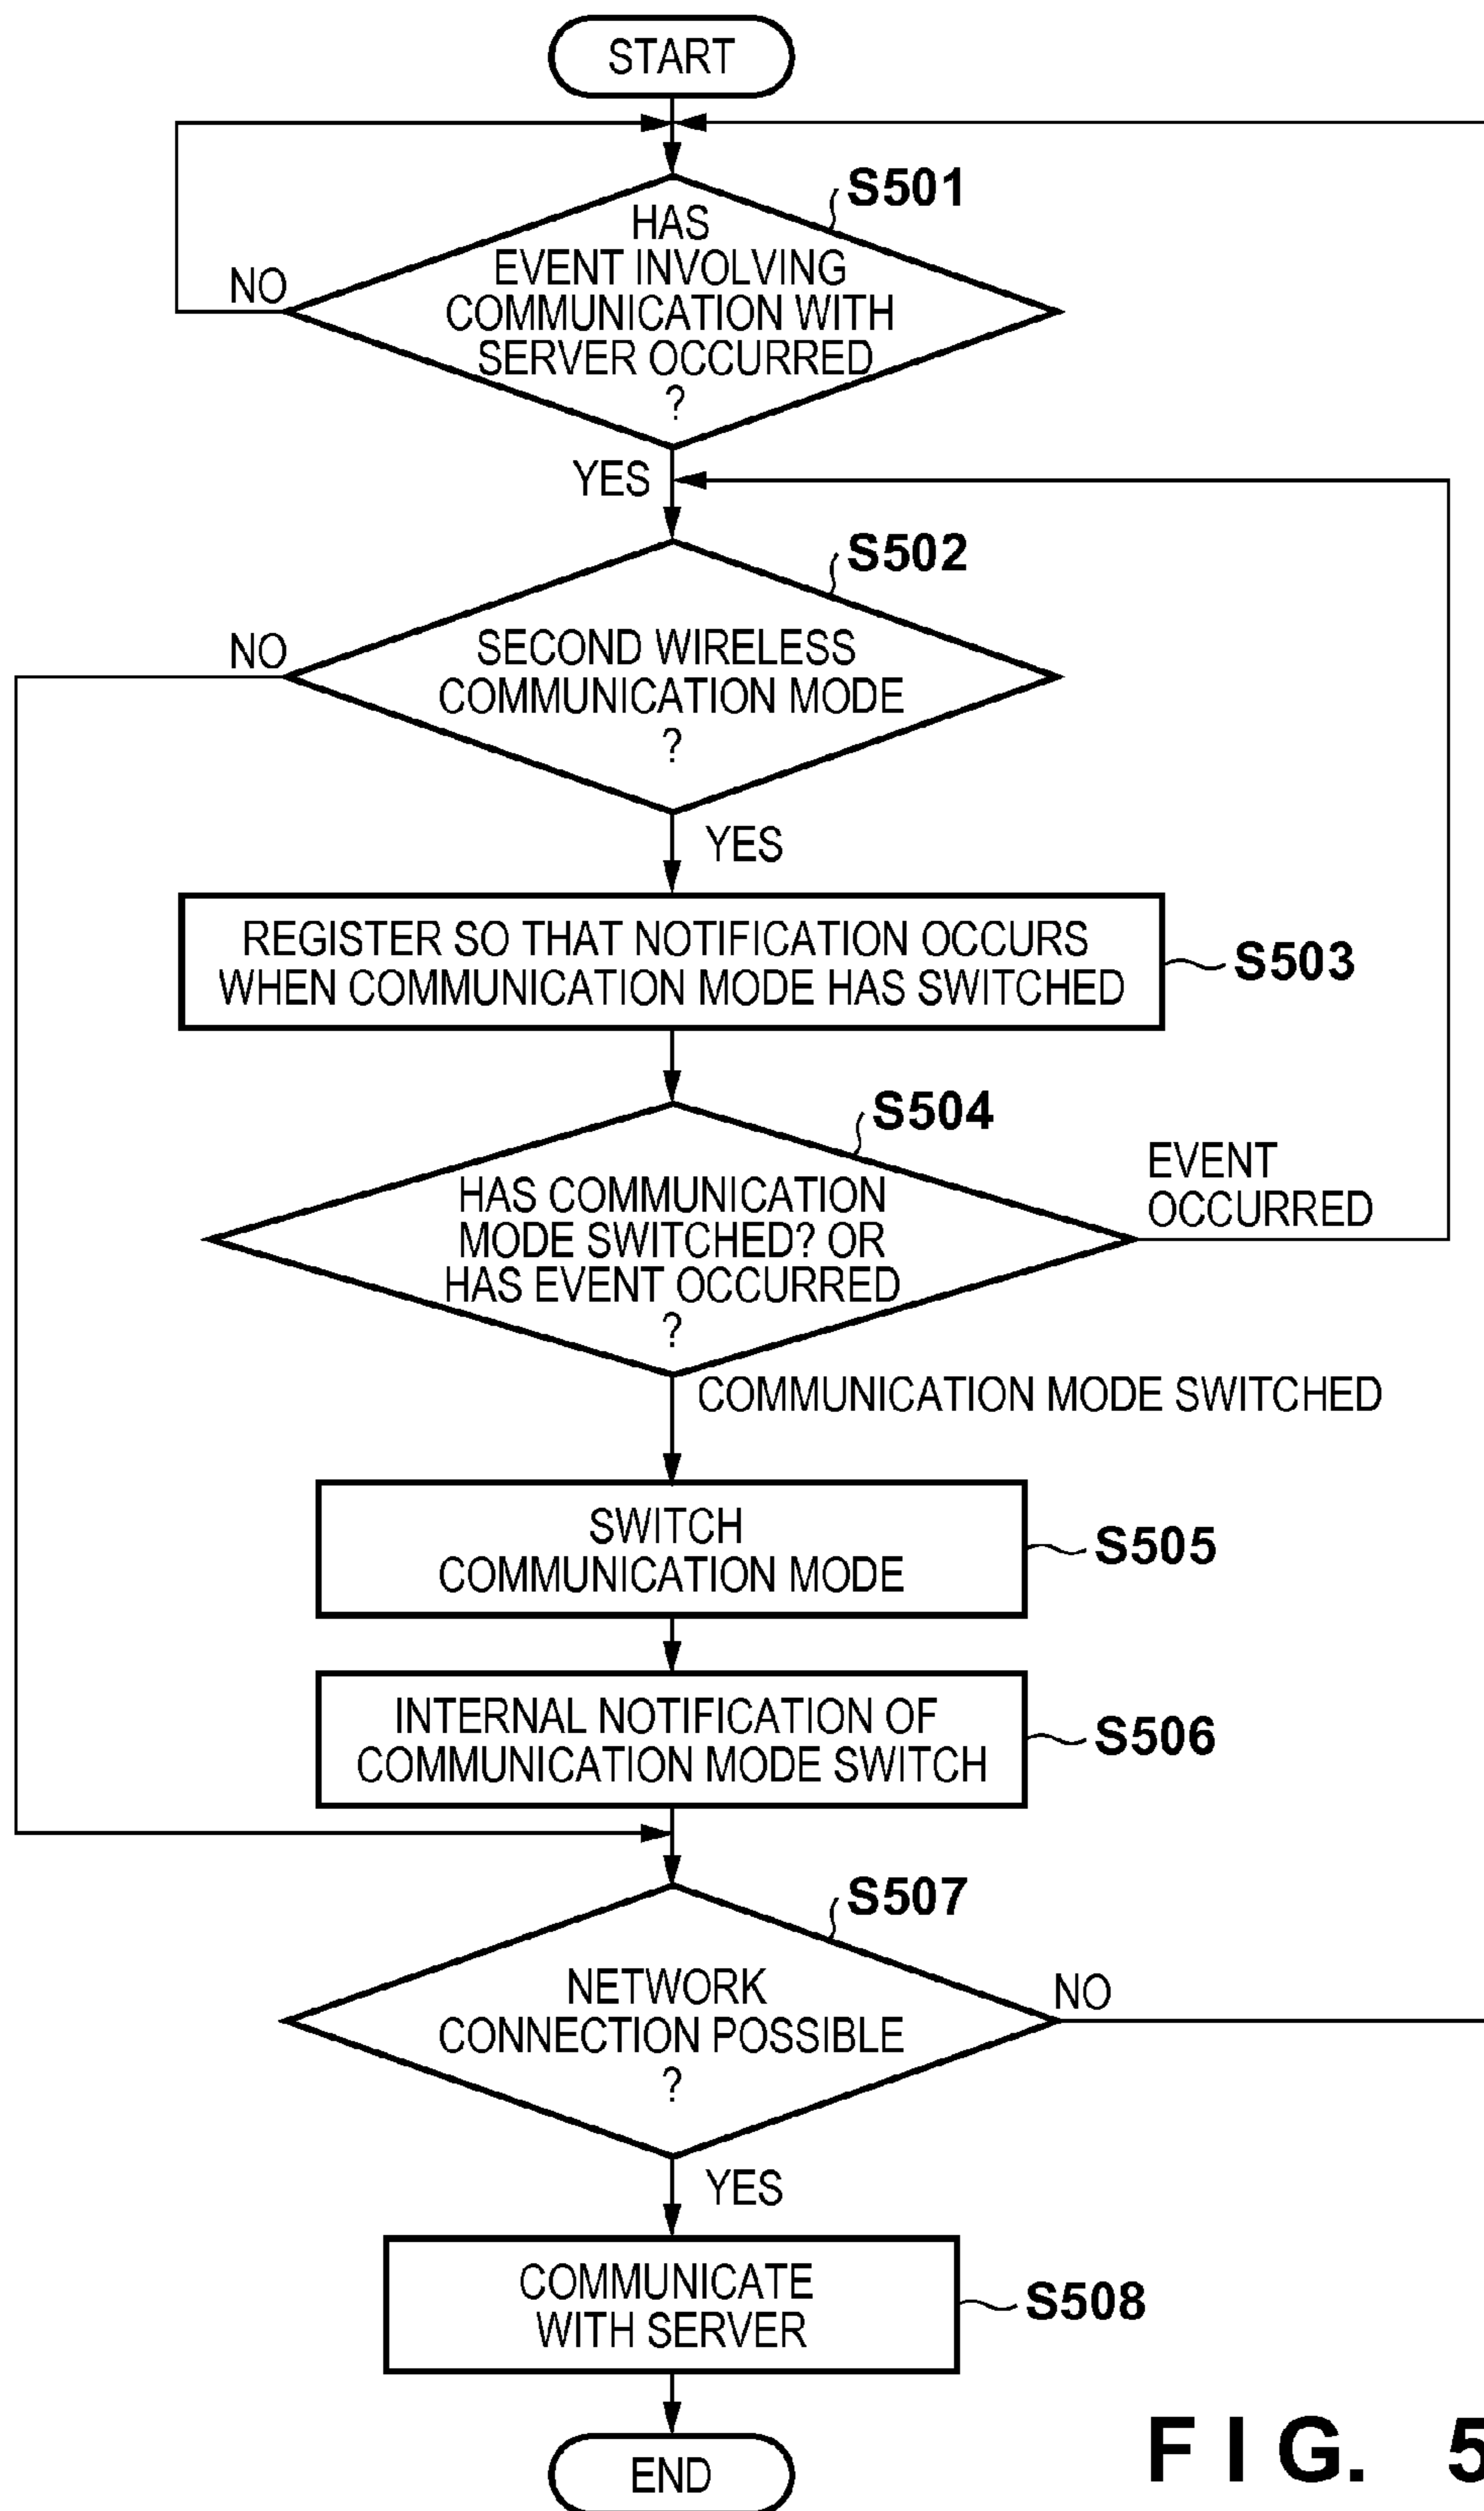 START
S501
HAS
EVENT INVOLVING
COMMUNICATION WITH
SERVER OCCURRED
?
NO
YES
S502
NO
SECOND WIRELESS
COMMUNICATION MODE
?
YES
REGISTER SO THAT NOTIFICATION OCCURS
WHEN COMMUNICATION MODE HAS SWITCHED
S503
S504
HAS COMMUNICATION
MODE SWITCHED? OR
HAS EVENT OCCURRED
?
EVENT
OCCURRED
COMMUNICATION MODE SWITCHED
SWITCH
COMMUNICATION MODE
S505
INTERNAL NOTIFICATION OF
COMMUNICATION MODE SWITCH
S506
S507
NETWORK
CONNECTION POSSIBLE
?
NO
YES
COMMUNICATE
WITH SERVER
S508
END
FIG. 5